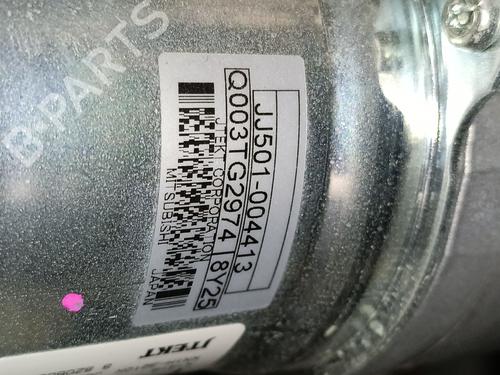 JJ501-004413
Q003TG2974 8Y25
JTEKT CORPORATION
MITSUBISHI JAPAN
JTEKT
B-PARTS